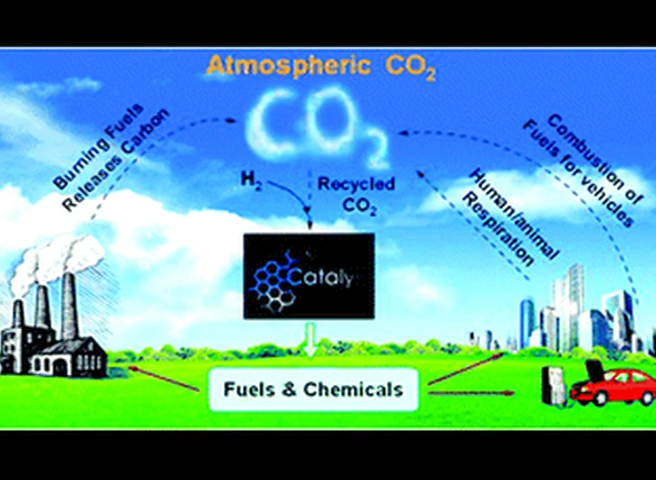 Atmospheric CO₂
CO₂
Burning Fuels
Releases Carbon
H₂
Recycled
CO₂
Combustion of
Fuels for vehicles
Human/animal
Respiration
Cataly
Fuels & Chemicals